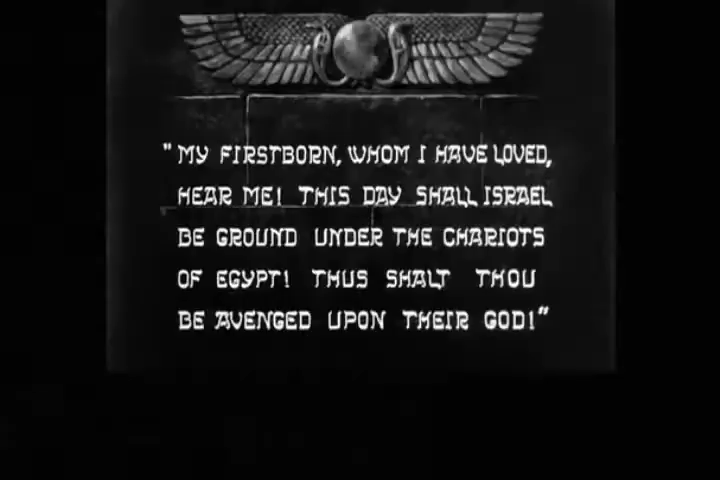 "MY FIRSTBORN, WHOM I HAVE LOVED,
HEAR ME! THIS DAY SHALL ISRAEL
BE GROUND UNDER THE CHARIOTS
OF EGYPT! THUS SHALT THOU
BE AVENGED UPON THEIR GOD!"